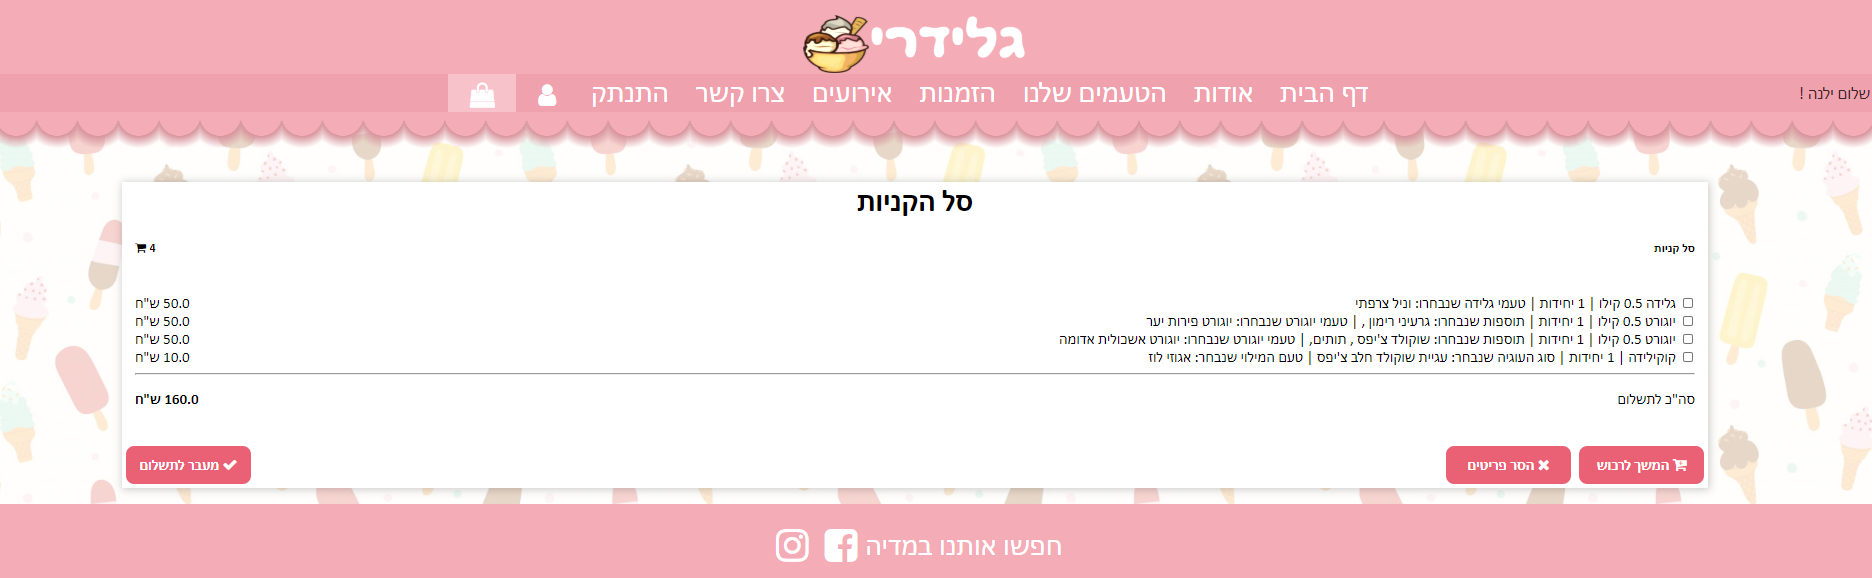 גלידרי
שלום ילנה !
דף הבית אודות הטעמים שלנו הזמנות אירועים צרו קשר התנתק
סל הקניות
סל קניות 4
גלידה 0.5 קילו | 1 יחידות | טעמי גלידה שנבחרו: וניל צרפתי 50.0 ש"ח
יוגורט 0.5 קילו | 1 יחידות | תוספות שנבחרו: גרעיני רימון , | טעמי יוגורט שנבחרו: יוגורט פירות יער 50.0 ש"ח
יוגורט 0.5 קילו | 1 יחידות | תוספות שנבחרו: שוקולד צ'יפס , תותים, | טעמי יוגורט שנבחרו: יוגורט אשכולית אדומה 50.0 ש"ח
קוקילידה | 1 יחידות | סוג העוגיה שנבחר: עגיית שוקולד חלב צ'יפס | טעם המילוי שנבחר: אגוזי לוז 10.0 ש"ח
סה"כ לתשלום 160.0 ש"ח
המשך לרכוש הסר פריטים מעבר לתשלום
חפשו אותנו במדיה